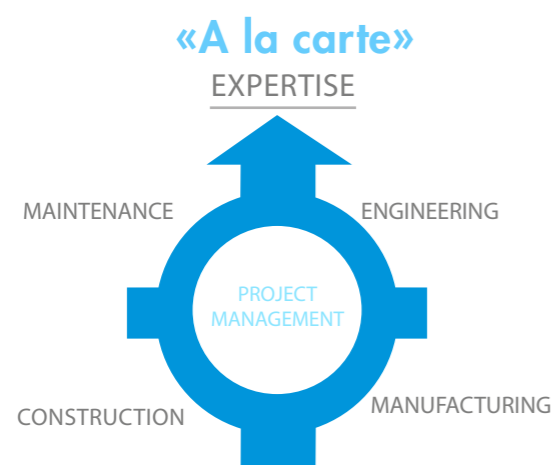 «A la carte»
EXPERTISE
MAINTENANCE
ENGINEERING
PROJECT
MANAGEMENT
CONSTRUCTION
MANUFACTURING